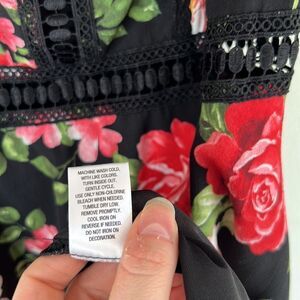 MACHINE WASH COLD,
WITH LIKE COLORS.
TURN INSIDE OUT,
GENTLE CYCLE.
USE ONLY NON-CHLORINE
BLEACH WHEN NEEDED.
TUMBLE DRY LOW
REMOVE PROMPTLY.
COOL IRON ON
REVERSE IF NEEDED.
DO NOT IRON ON
DECORATION.